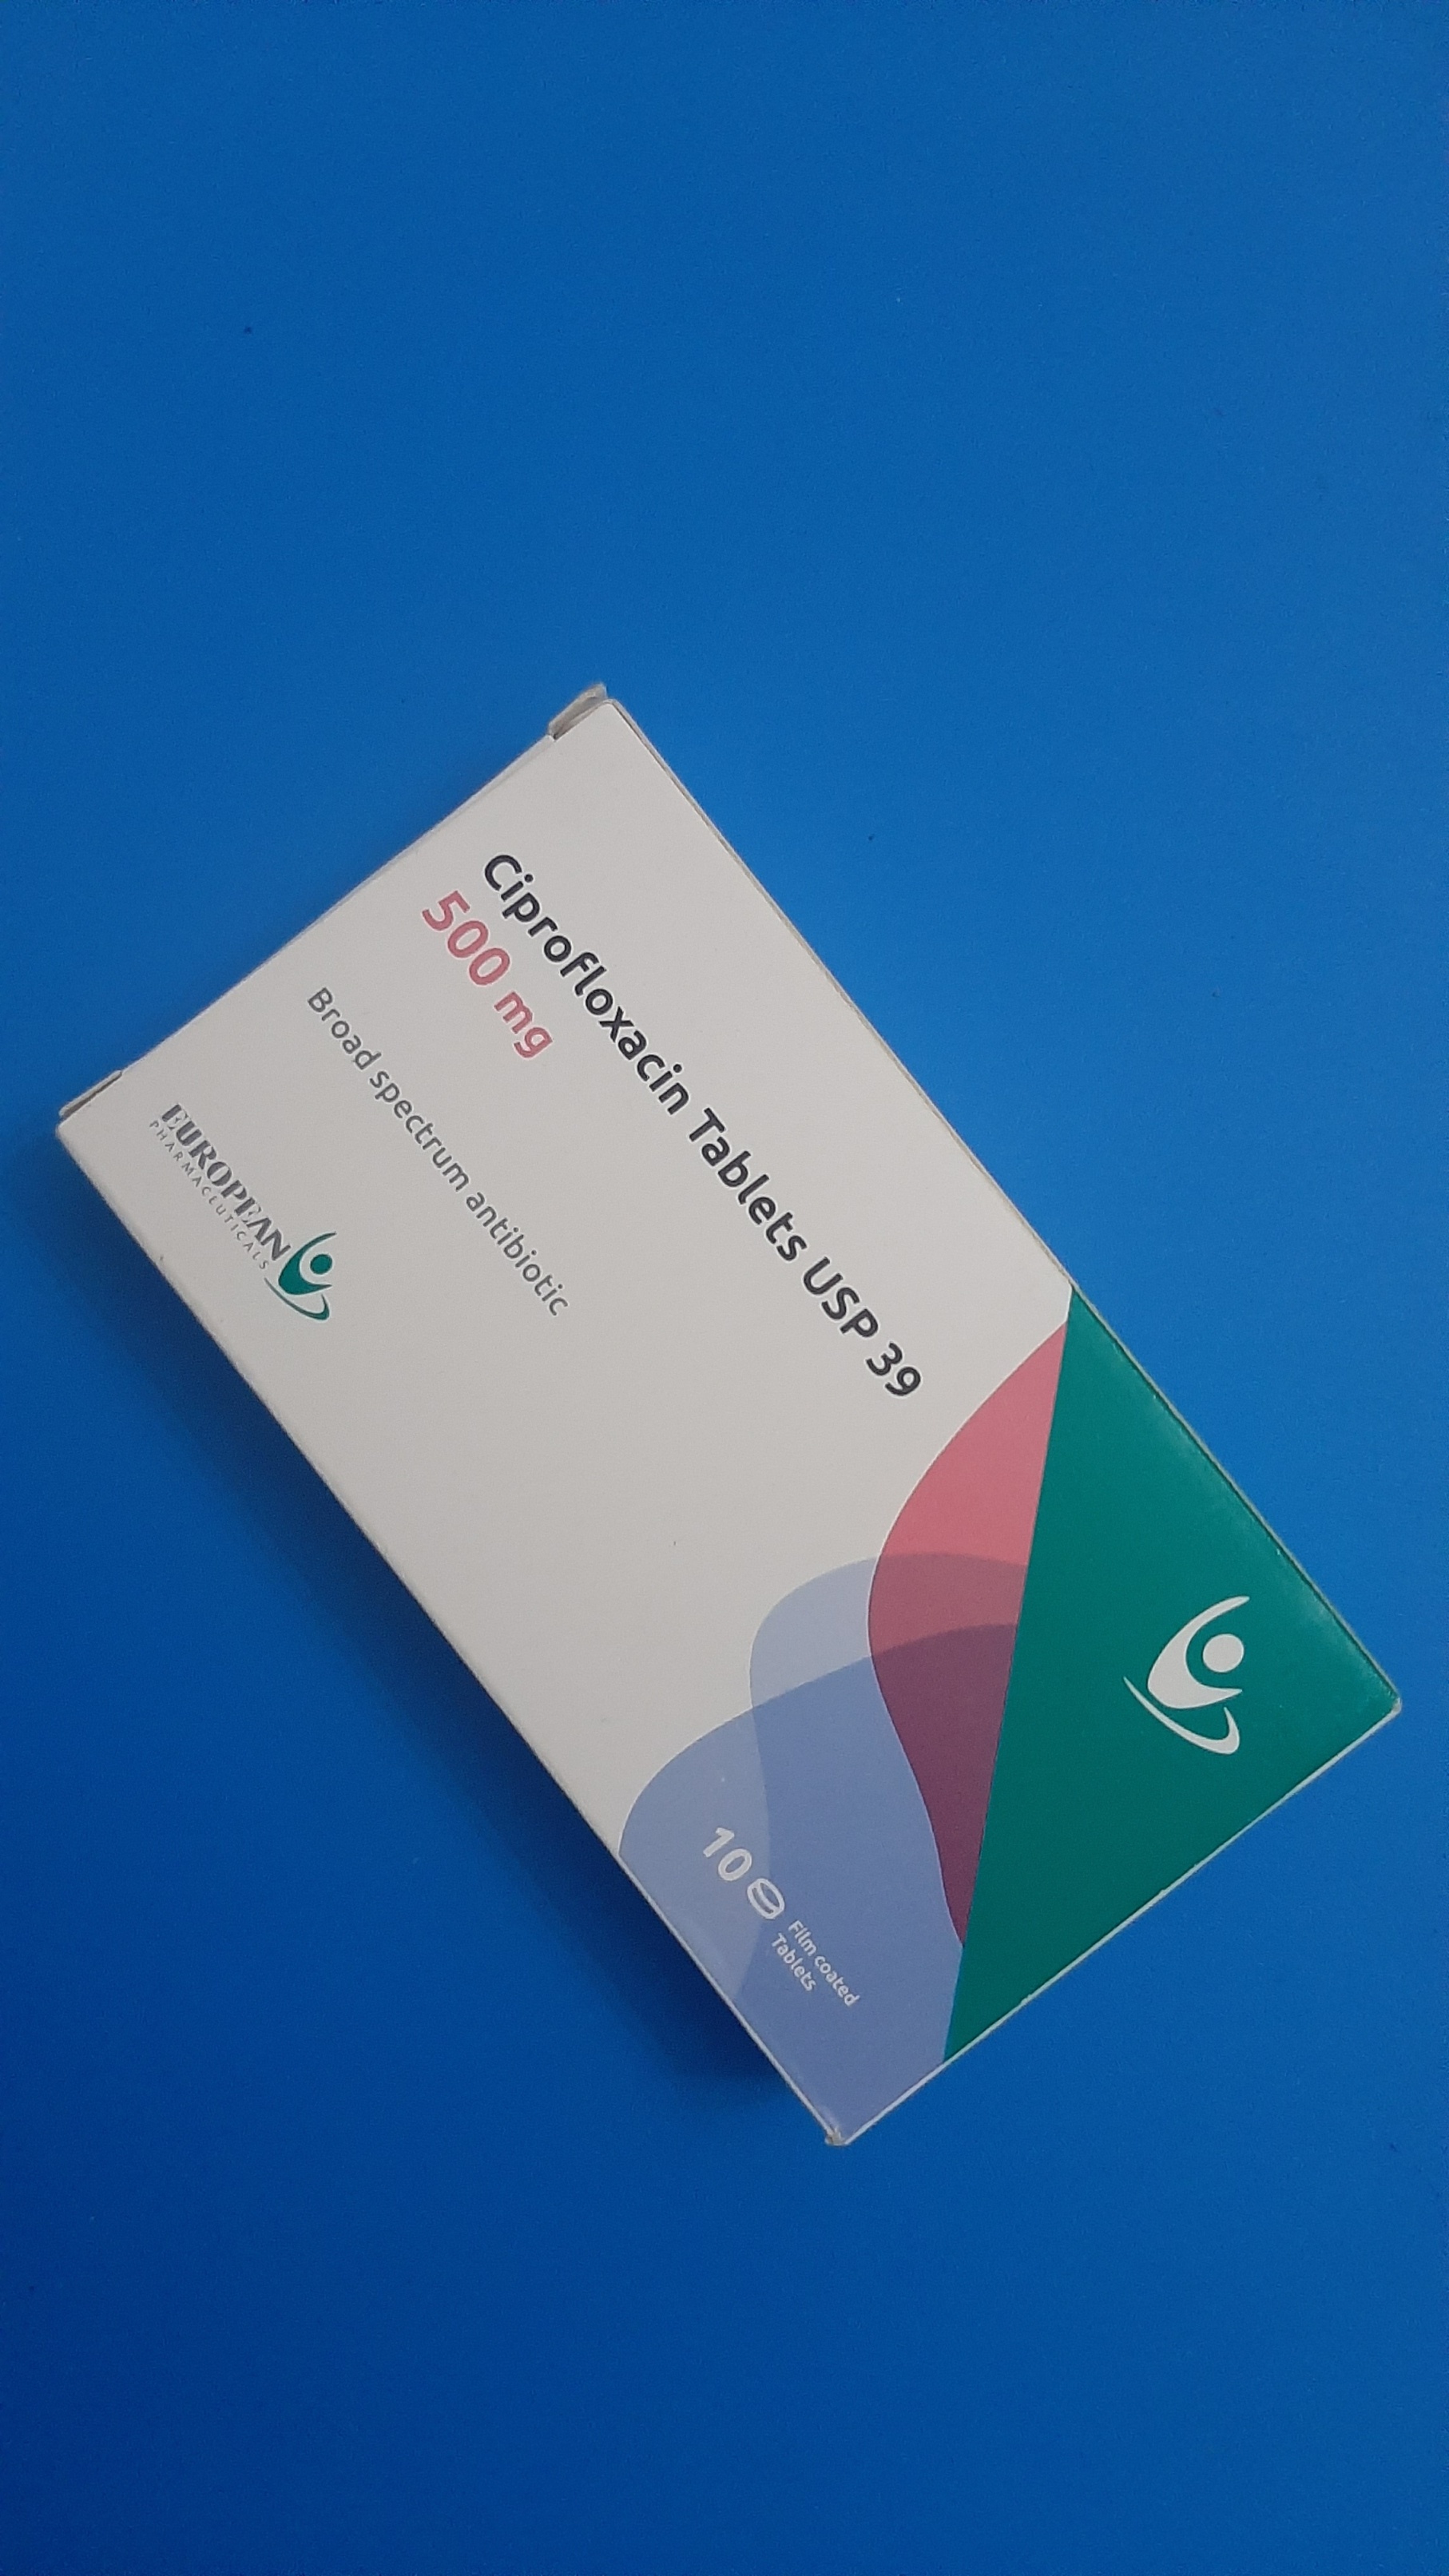 Ciprofloxacin Tablets USP 39
500 mg
Broad spectrum antibiotic
EUROPEAN
PHARMACEUTICALS
10
Film coated
Tablets